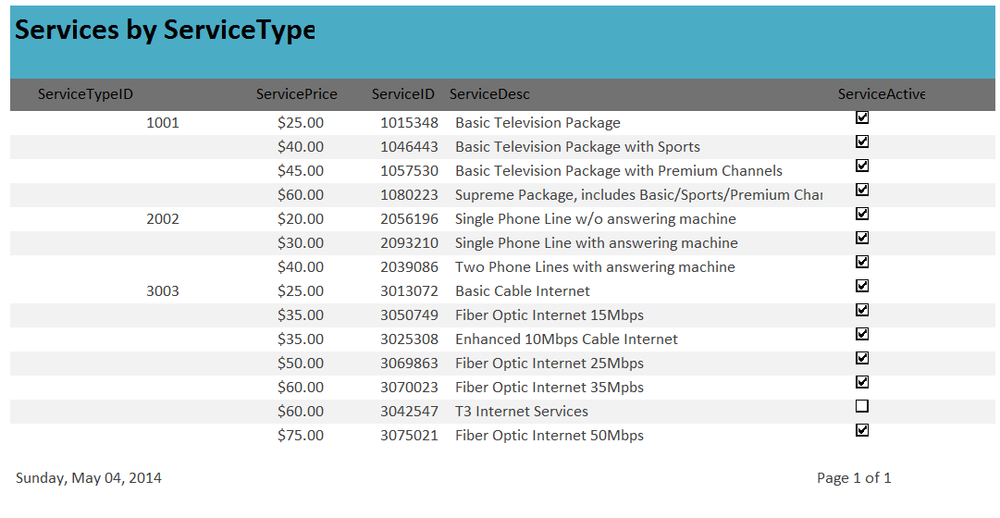 Services by ServiceType
ServiceTypeID ServicePrice ServiceID ServiceDesc ServiceActive
1001 $25.00 1015348 Basic Television Package
$40.00 1046443 Basic Television Package with Sports
$45.00 1057530 Basic Television Package with Premium Channels
$60.00 1080223 Supreme Package, includes Basic/Sports/Premium Chan
2002 $20.00 2056196 Single Phone Line w/o answering machine
$30.00 2093210 Single Phone Line with answering machine
$40.00 2039086 Two Phone Lines with answering machine
3003 $25.00 3013072 Basic Cable Internet
$35.00 3050749 Fiber Optic Internet 15Mbps
$35.00 3025308 Enhanced 10Mbps Cable Internet
$50.00 3069863 Fiber Optic Internet 25Mbps
$60.00 3070023 Fiber Optic Internet 35Mpbs
$60.00 3042547 T3 Internet Services
$75.00 3075021 Fiber Optic Internet 50Mbps
Sunday, May 04, 2014 Page 1 of 1